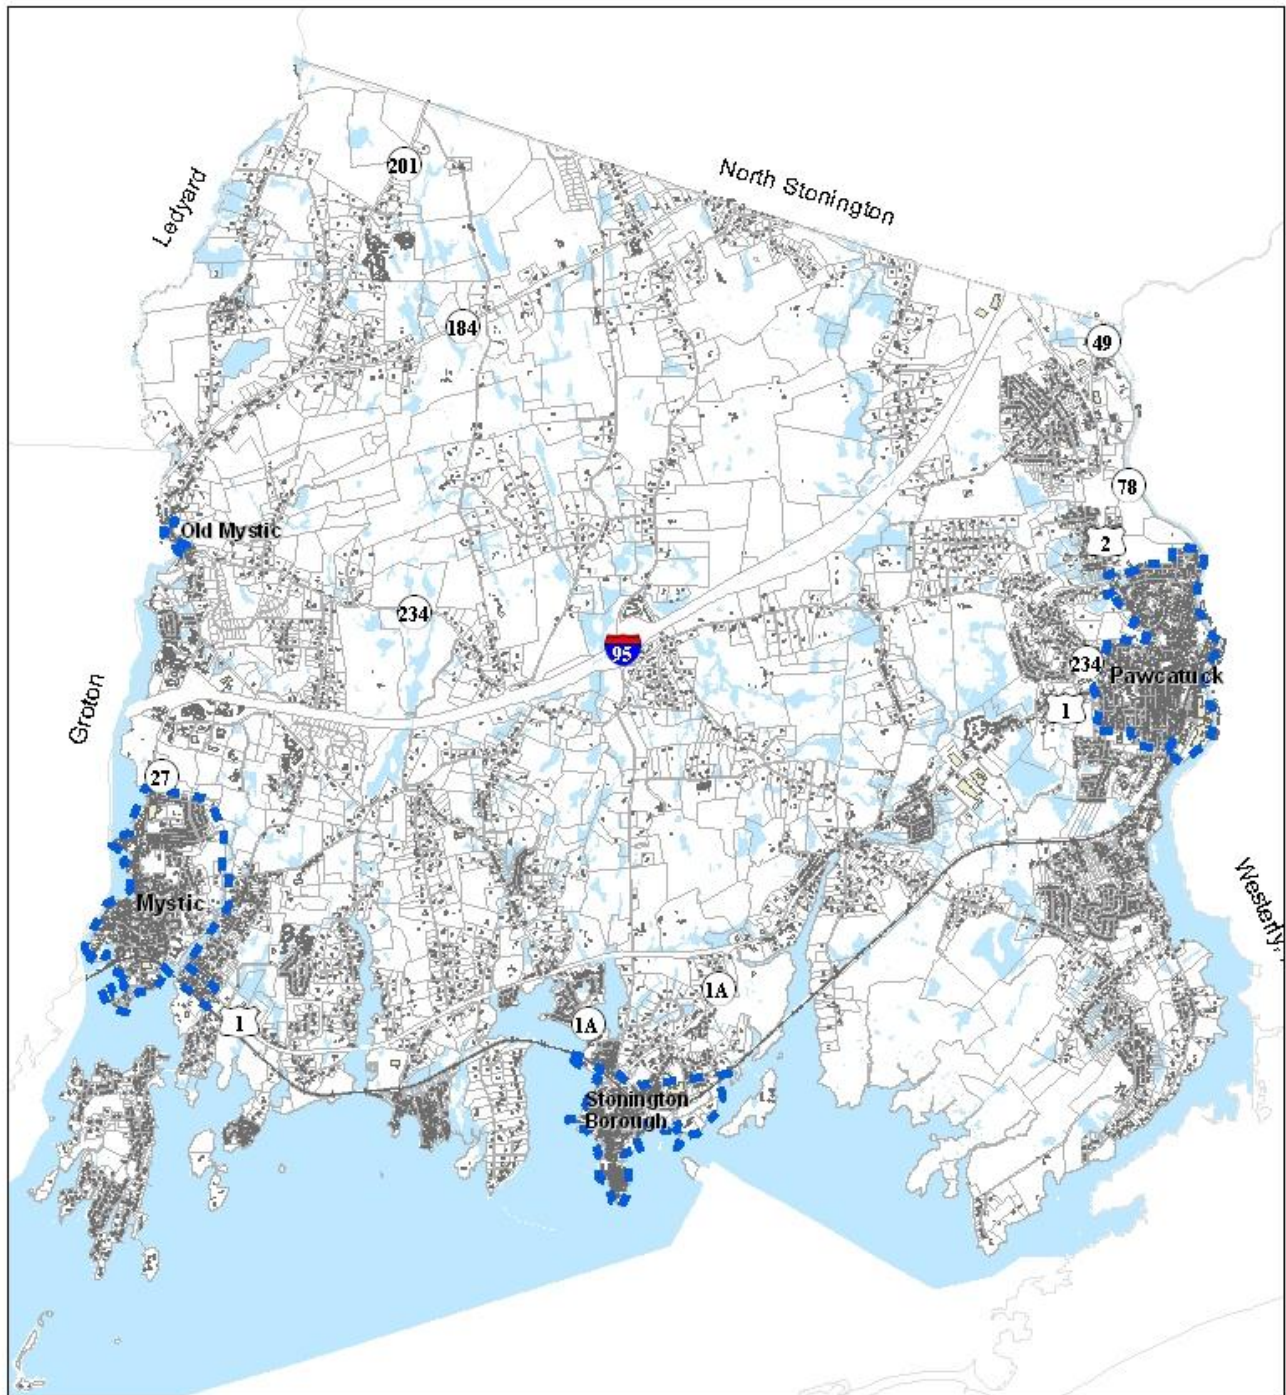 201
Ledyard
North Stonington
184
49
78
Old Mystic
2
234
95
234
Pawcatuck
Groton
1
27
Mystic
Westerly,
1A
1
1A
Stonington
Borough